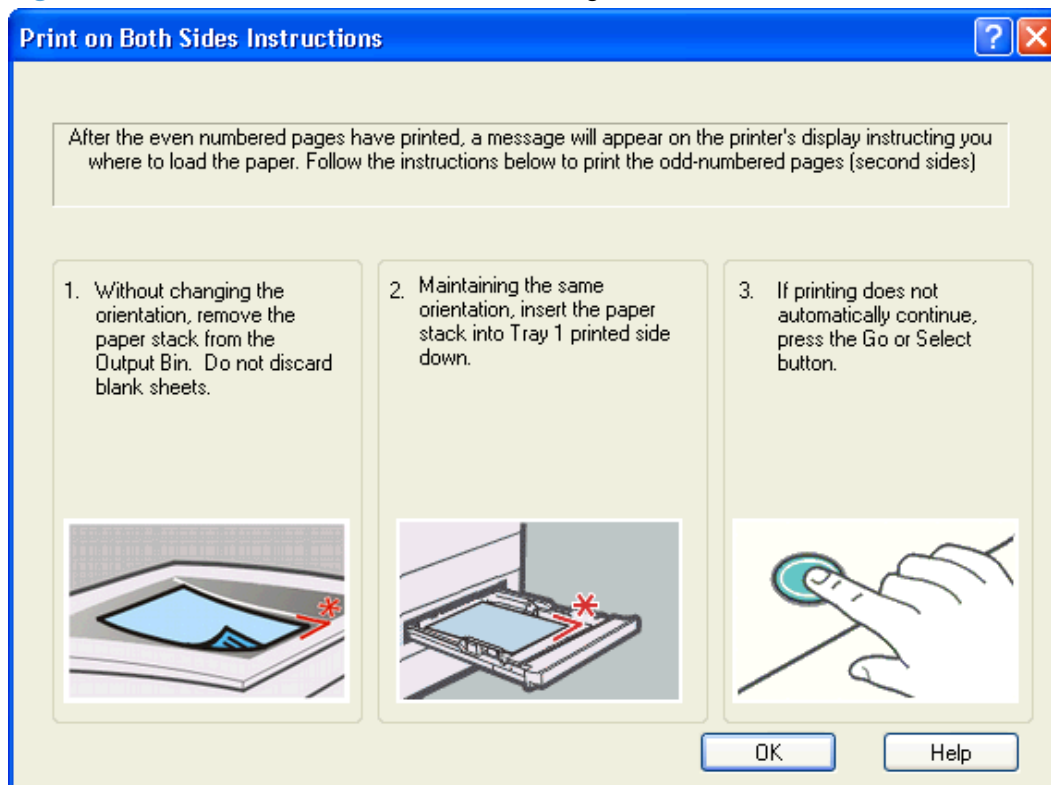 Print on Both Sides Instructions
After the even numbered pages have printed, a message will appear on the printer's display instructing you
where to load the paper. Follow the instructions below to print the odd-numbered pages (second sides)
1. Without changing the
orientation, remove the
paper stack from the
Output Bin. Do not discard
blank sheets.
2. Maintaining the same
orientation, insert the paper
stack into Tray 1 printed side
down.
3. If printing does not
automatically continue,
press the Go or Select
button.
OK
Help